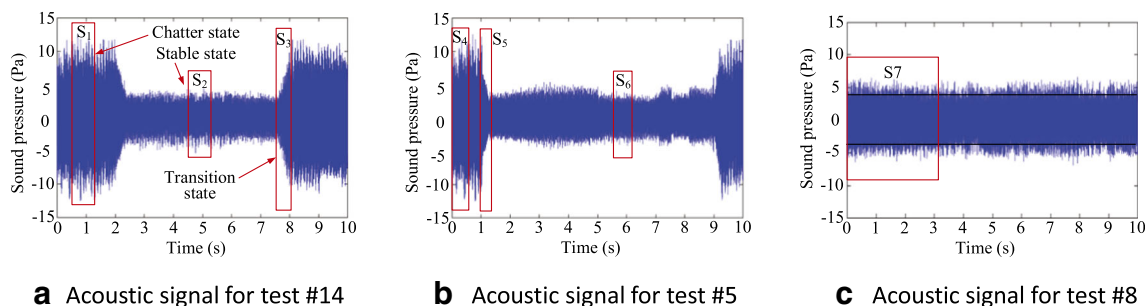 15
10
5
0
-5
-10
-15
Sound pressure (Pa)
S1
Chatter state
Stable state
S2
S3
Transition
state
0 1 2 3 4 5 6 7 8 9 10
Time (s)
a Acoustic signal for test #14
15
10
5
0
-5
-10
-15
Sound pressure (Pa)
S4
S5
S6
0 1 2 3 4 5 6 7 8 9 10
Time (s)
b Acoustic signal for test #5
15
10
5
0
-5
-10
-15
Sound pressure (Pa)
S7
0 1 2 3 4 5 6 7 8 9 10
Time (s)
c Acoustic signal for test #8